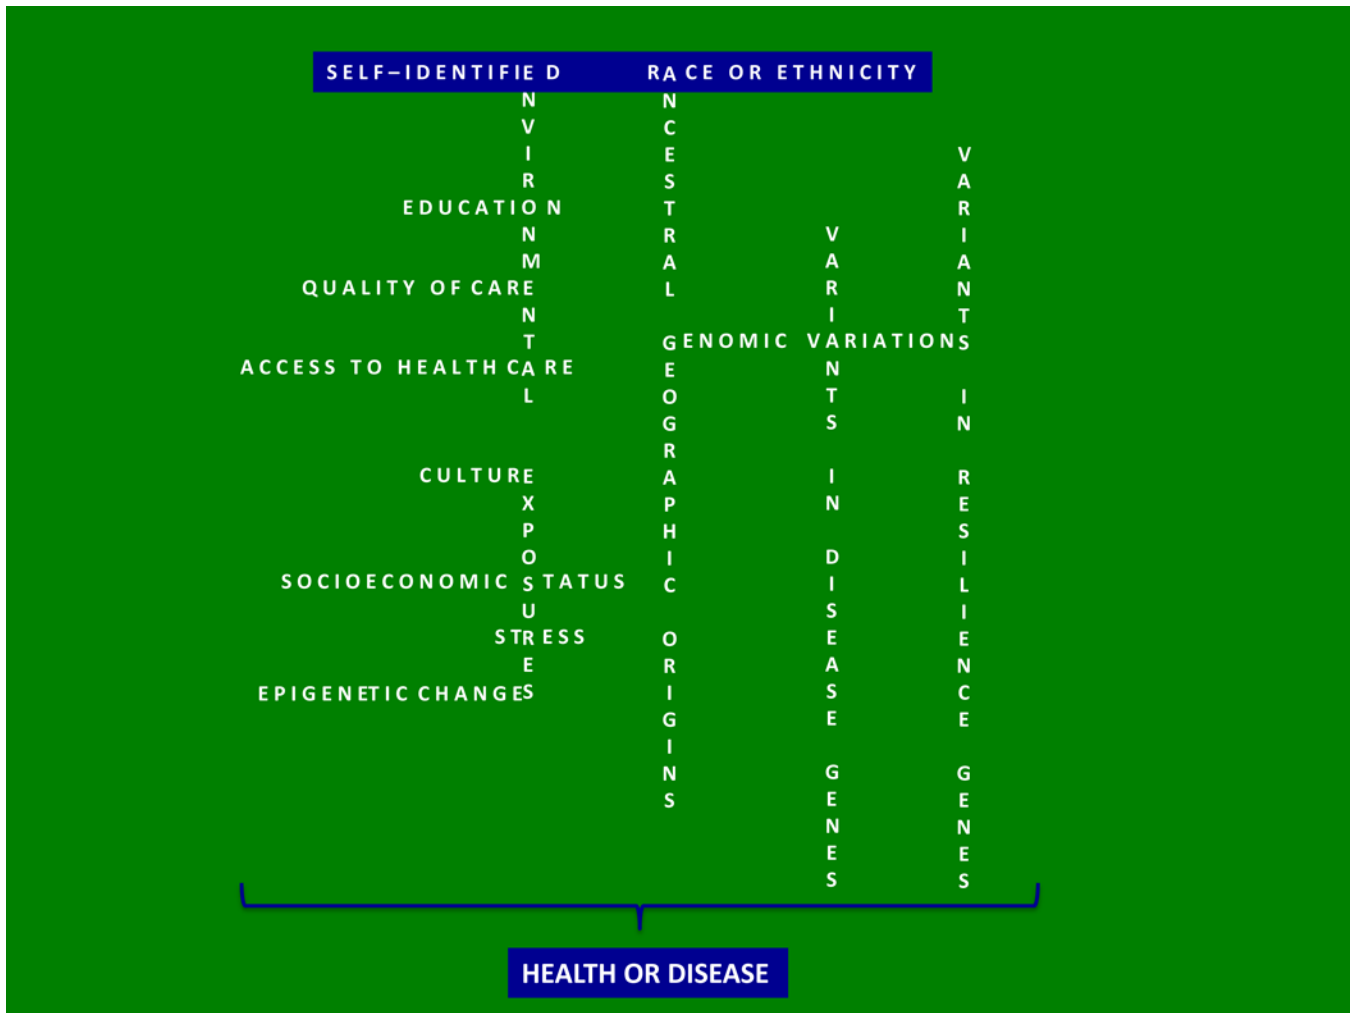 SELF–IDENTIFIED RACE OR ETHNICITY
ENVIRONMENTAL EXPOSURES
ANCESTRAL GEOGRAPHIC ORIGINS
VARIANTS IN DISEASE GENES
VARIANTS IN RESILIENCE GENES
EDUCATION
QUALITY OF CARE
GENOMIC VARIATIONS
ACCESS TO HEALTH CARE
CULTURE
SOCIOECONOMIC STATUS
STRESS
EPIGENETIC CHANGES
HEALTH OR DISEASE